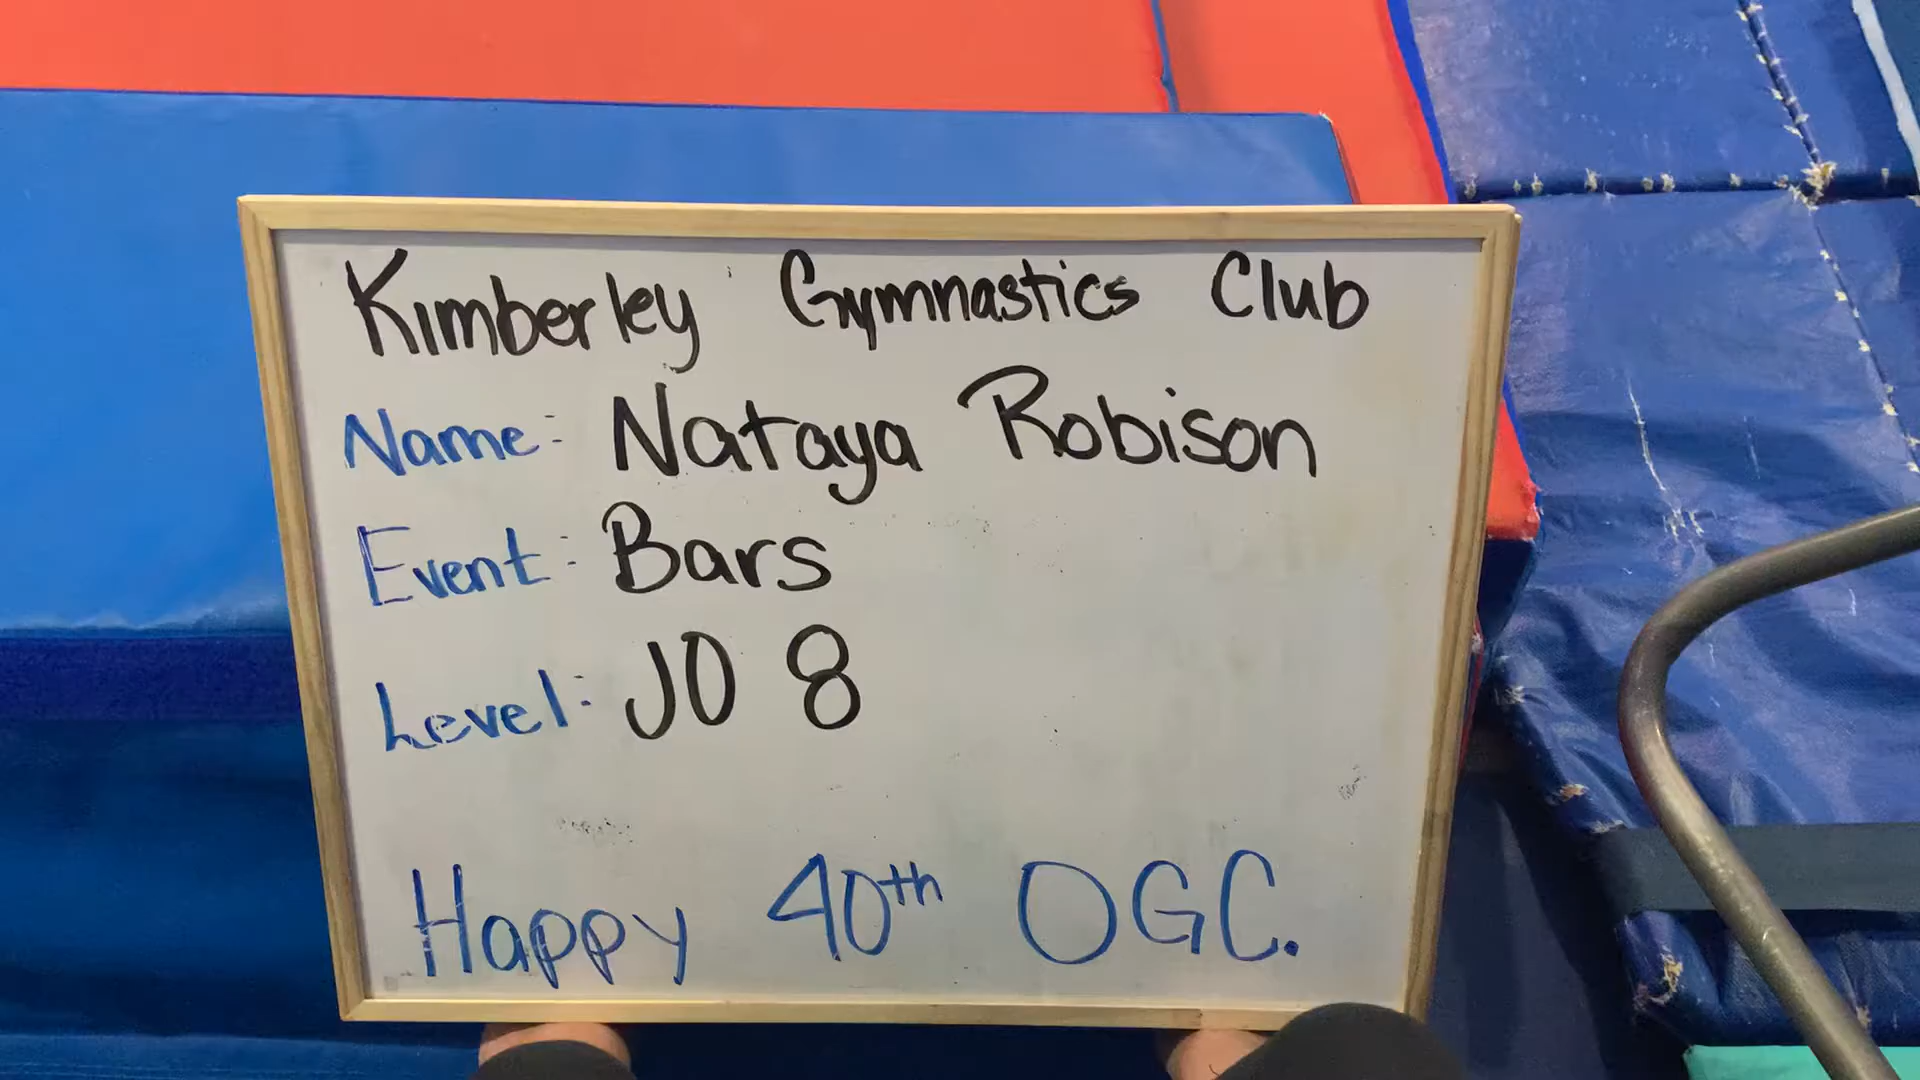 Kimberley Gymnastics Club
Name: Nataya Robison
Event: Bars
Level: JO 8
Happy 40th OGC.